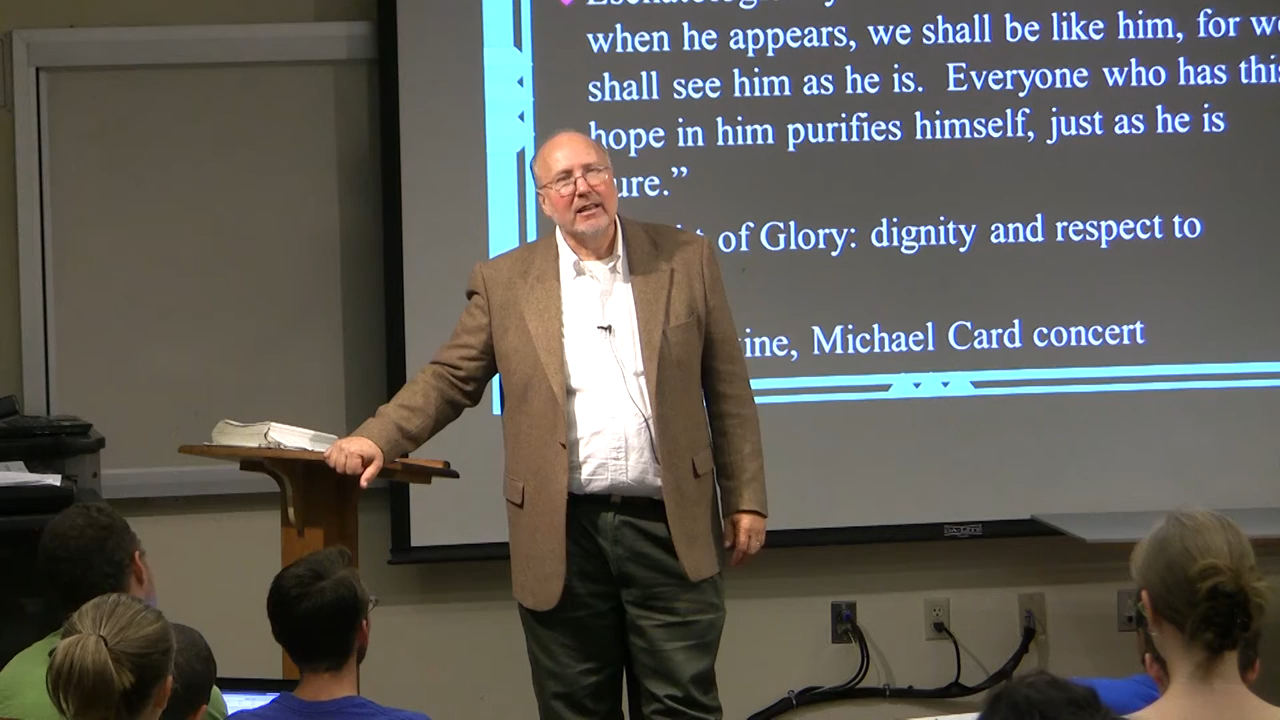 when he appears, we shall be like him, for we
shall see him as he is. Everyone who has this
hope in him purifies himself, just as he is
ure.”
of Glory: dignity and respect to
ine, Michael Card concert
DA-LITE